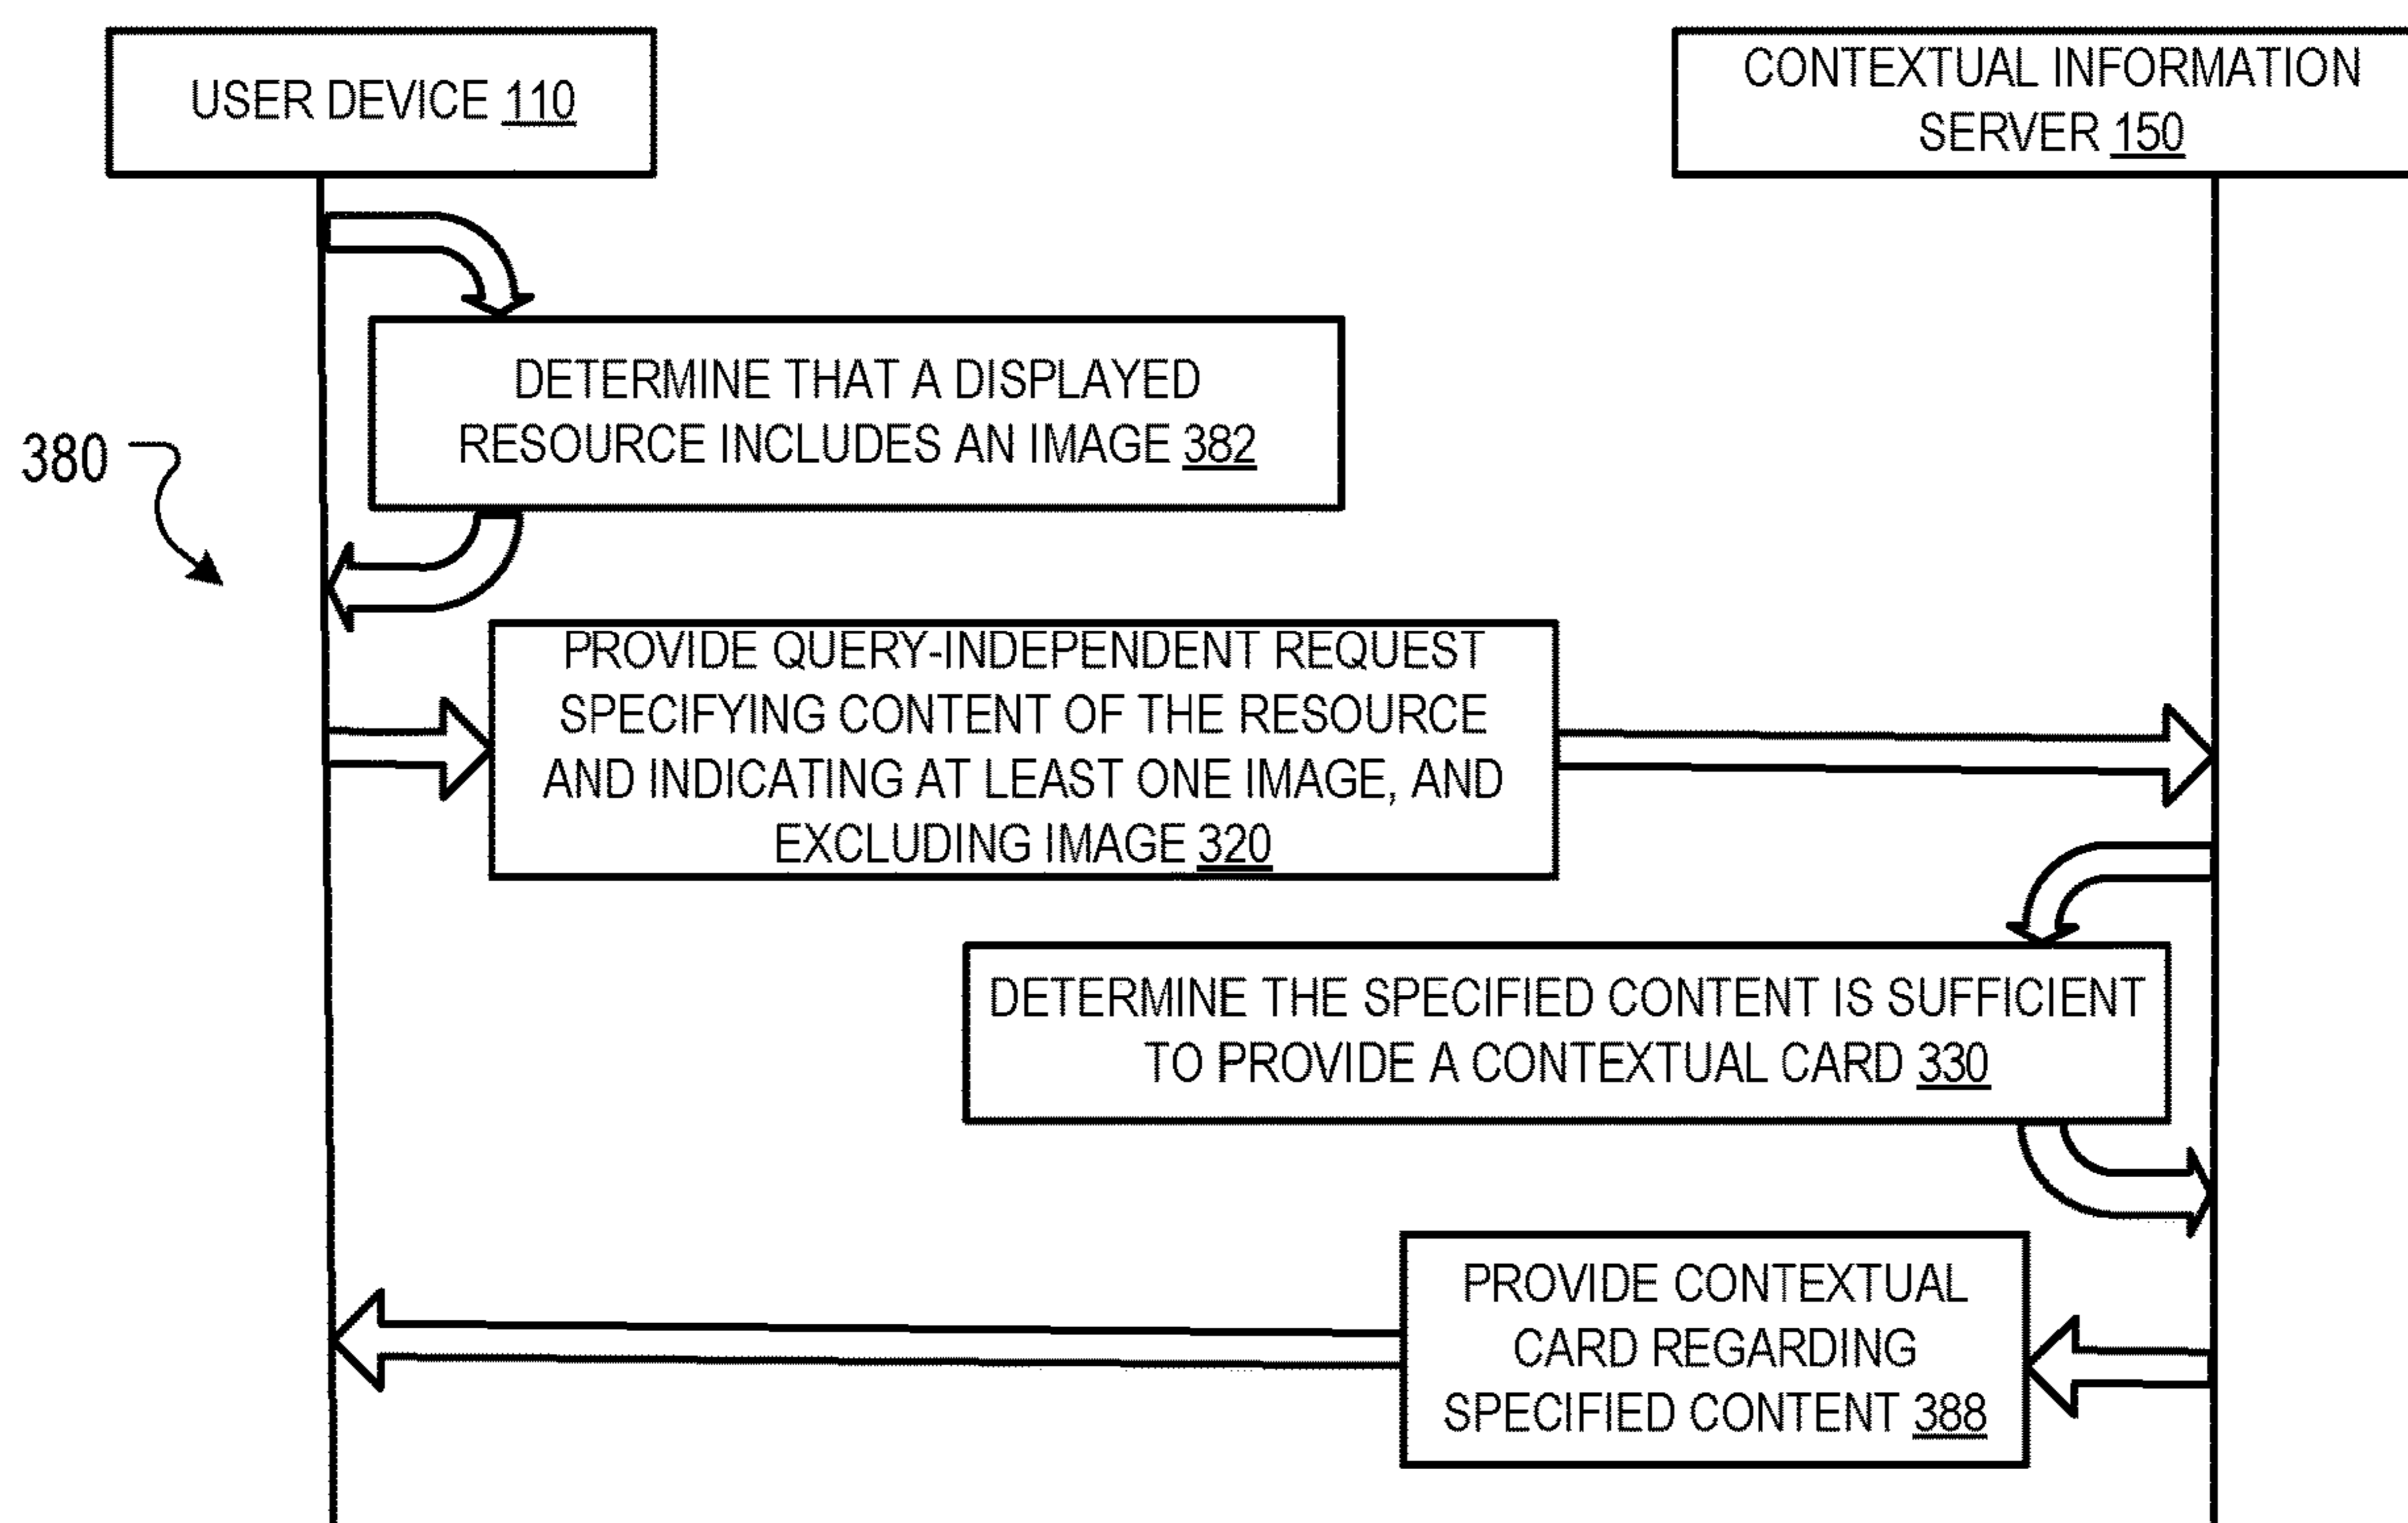 USER DEVICE 110
CONTEXTUAL INFORMATION
SERVER 150
DETERMINE THAT A DISPLAYED
RESOURCE INCLUDES AN IMAGE 382
380
PROVIDE QUERY-INDEPENDENT REQUEST
SPECIFYING CONTENT OF THE RESOURCE
AND INDICATING AT LEAST ONE IMAGE, AND
EXCLUDING IMAGE 320
DETERMINE THE SPECIFIED CONTENT IS SUFFICIENT
TO PROVIDE A CONTEXTUAL CARD 330
PROVIDE CONTEXTUAL
CARD REGARDING
SPECIFIED CONTENT 388